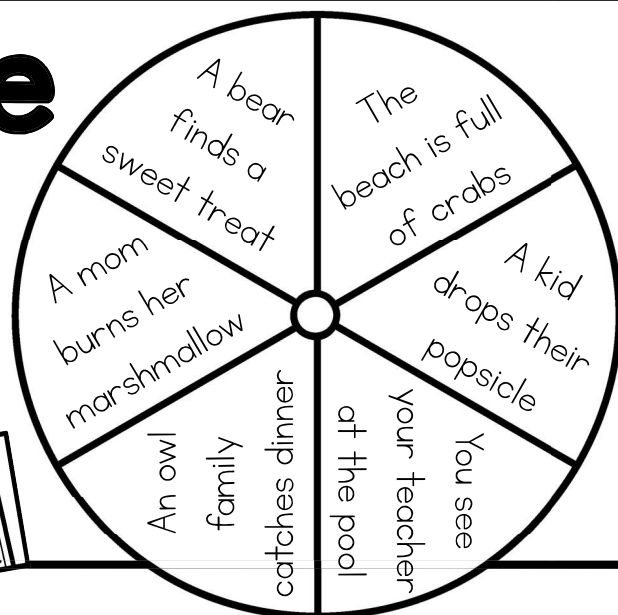 e
A bear
finds a
sweet treat
The
beach is full
of crabs
A kid
drops their
popsicle
You see
your teacher
at the pool
An owl
family
catches dinner
A mom
burns her
marshmallow